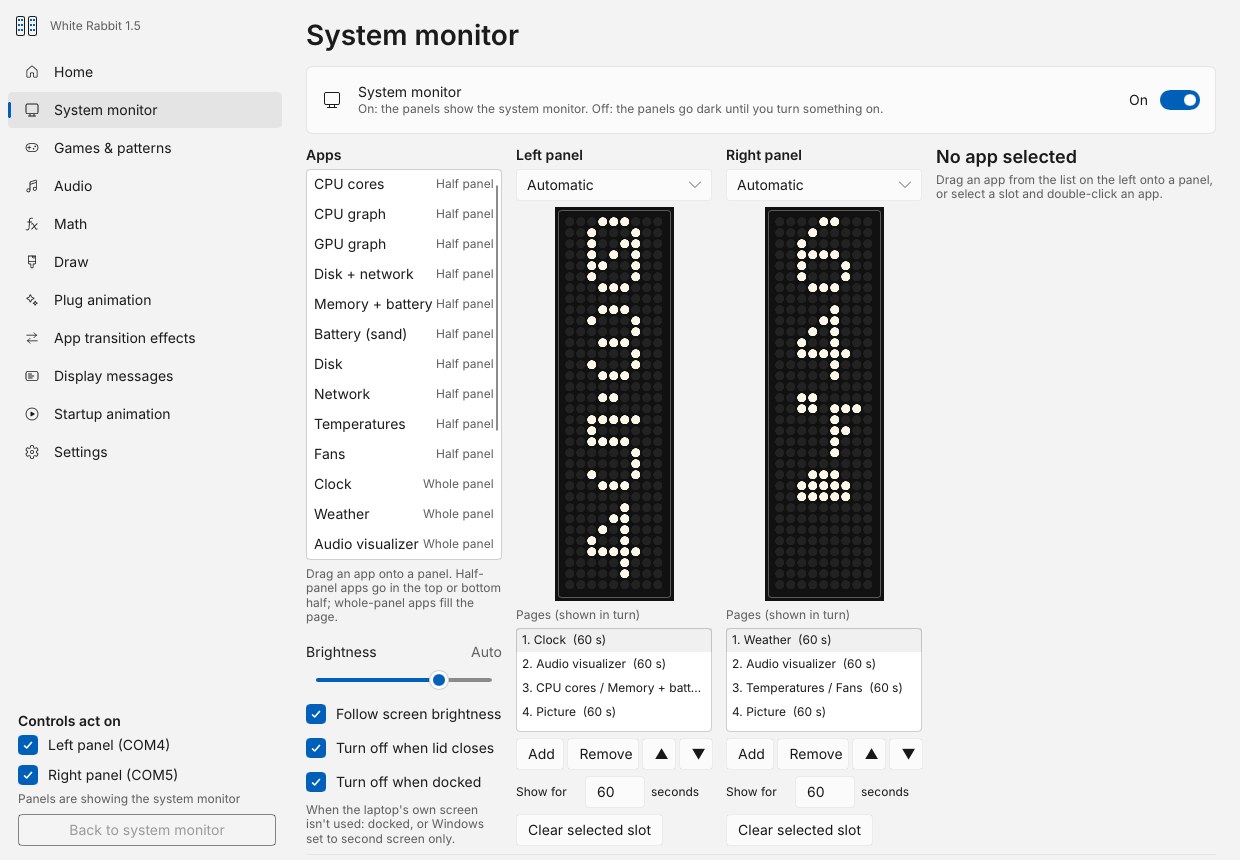 White Rabbit 1.5
Home
System monitor
Games & patterns
Audio
Math
Draw
Plug animation
App transition effects
Display messages
Startup animation
Settings
Controls act on
Left panel (COM4)
Right panel (COM5)
Panels are showing the system monitor
Back to system monitor
System monitor
System monitor
On: the panels show the system monitor. Off: the panels go dark until you turn something on.
On
Apps
CPU cores Half panel
CPU graph Half panel
GPU graph Half panel
Disk + network Half panel
Memory + battery Half panel
Battery (sand) Half panel
Disk Half panel
Network Half panel
Temperatures Half panel
Fans Half panel
Clock Whole panel
Weather Whole panel
Audio visualizer Whole panel
Drag an app onto a panel. Half-
panel apps go in the top or bottom
half; whole-panel apps fill the
page.
Brightness Auto
Follow screen brightness
Turn off when lid closes
Turn off when docked
When the laptop's own screen
isn't used: docked, or Windows
set to second screen only.
Left panel
Automatic
0
3
:
5
4
Pages (shown in turn)
1. Clock (60 s)
2. Audio visualizer (60 s)
3. CPU cores / Memory + batt...
4. Picture (60 s)
Add Remove ▲ ▼
Show for 60 seconds
Clear selected slot
Right panel
Automatic
6
4
°F
Pages (shown in turn)
1. Weather (60 s)
2. Audio visualizer (60 s)
3. Temperatures / Fans (60 s)
4. Picture (60 s)
Add Remove ▲ ▼
Show for 60 seconds
Clear selected slot
No app selected
Drag an app from the list on the left onto a panel,
or select a slot and double-click an app.